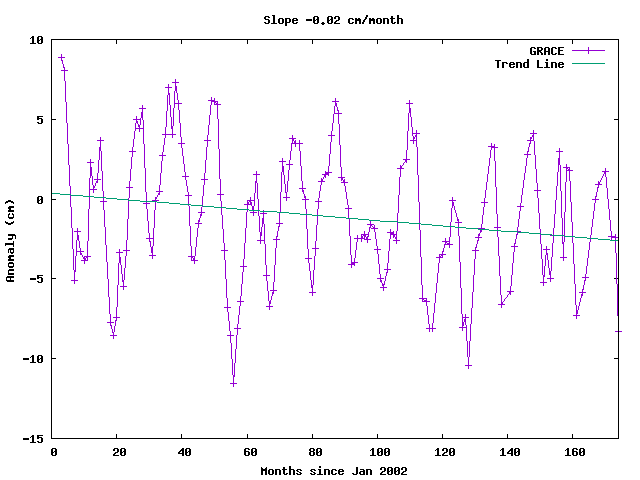 Slope -0.02 cm/month
10
GRACE
Trend Line
5
0
Anomaly (cm)
-5
-10
-15
0 20 40 60 80 100 120 140 160
Months since Jan 2002